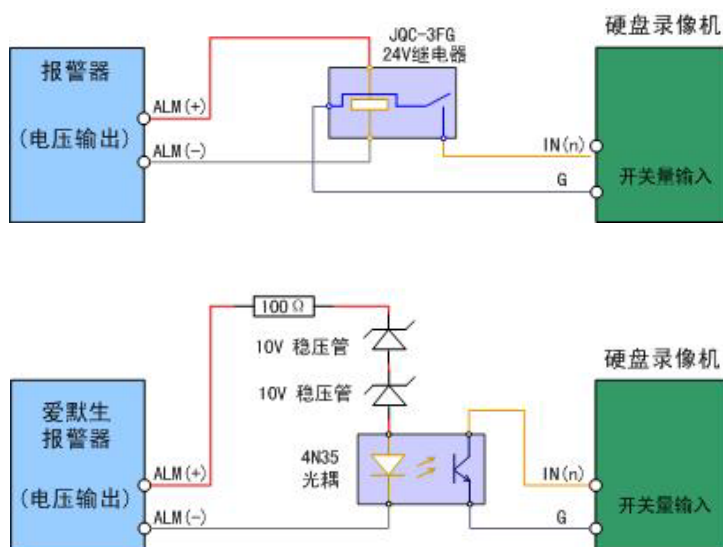 硬盘录像机
JQC-3FG
24V继电器
报警器
(电压输出)
ALM(+)
ALM(-)
IN(n)
G
开关量输入
100Ω
10V 稳压管
10V 稳压管
硬盘录像机
爱默生
报警器
(电压输出)
ALM(+)
ALM(-)
4N35
光耦
IN(n)
G
开关量输入